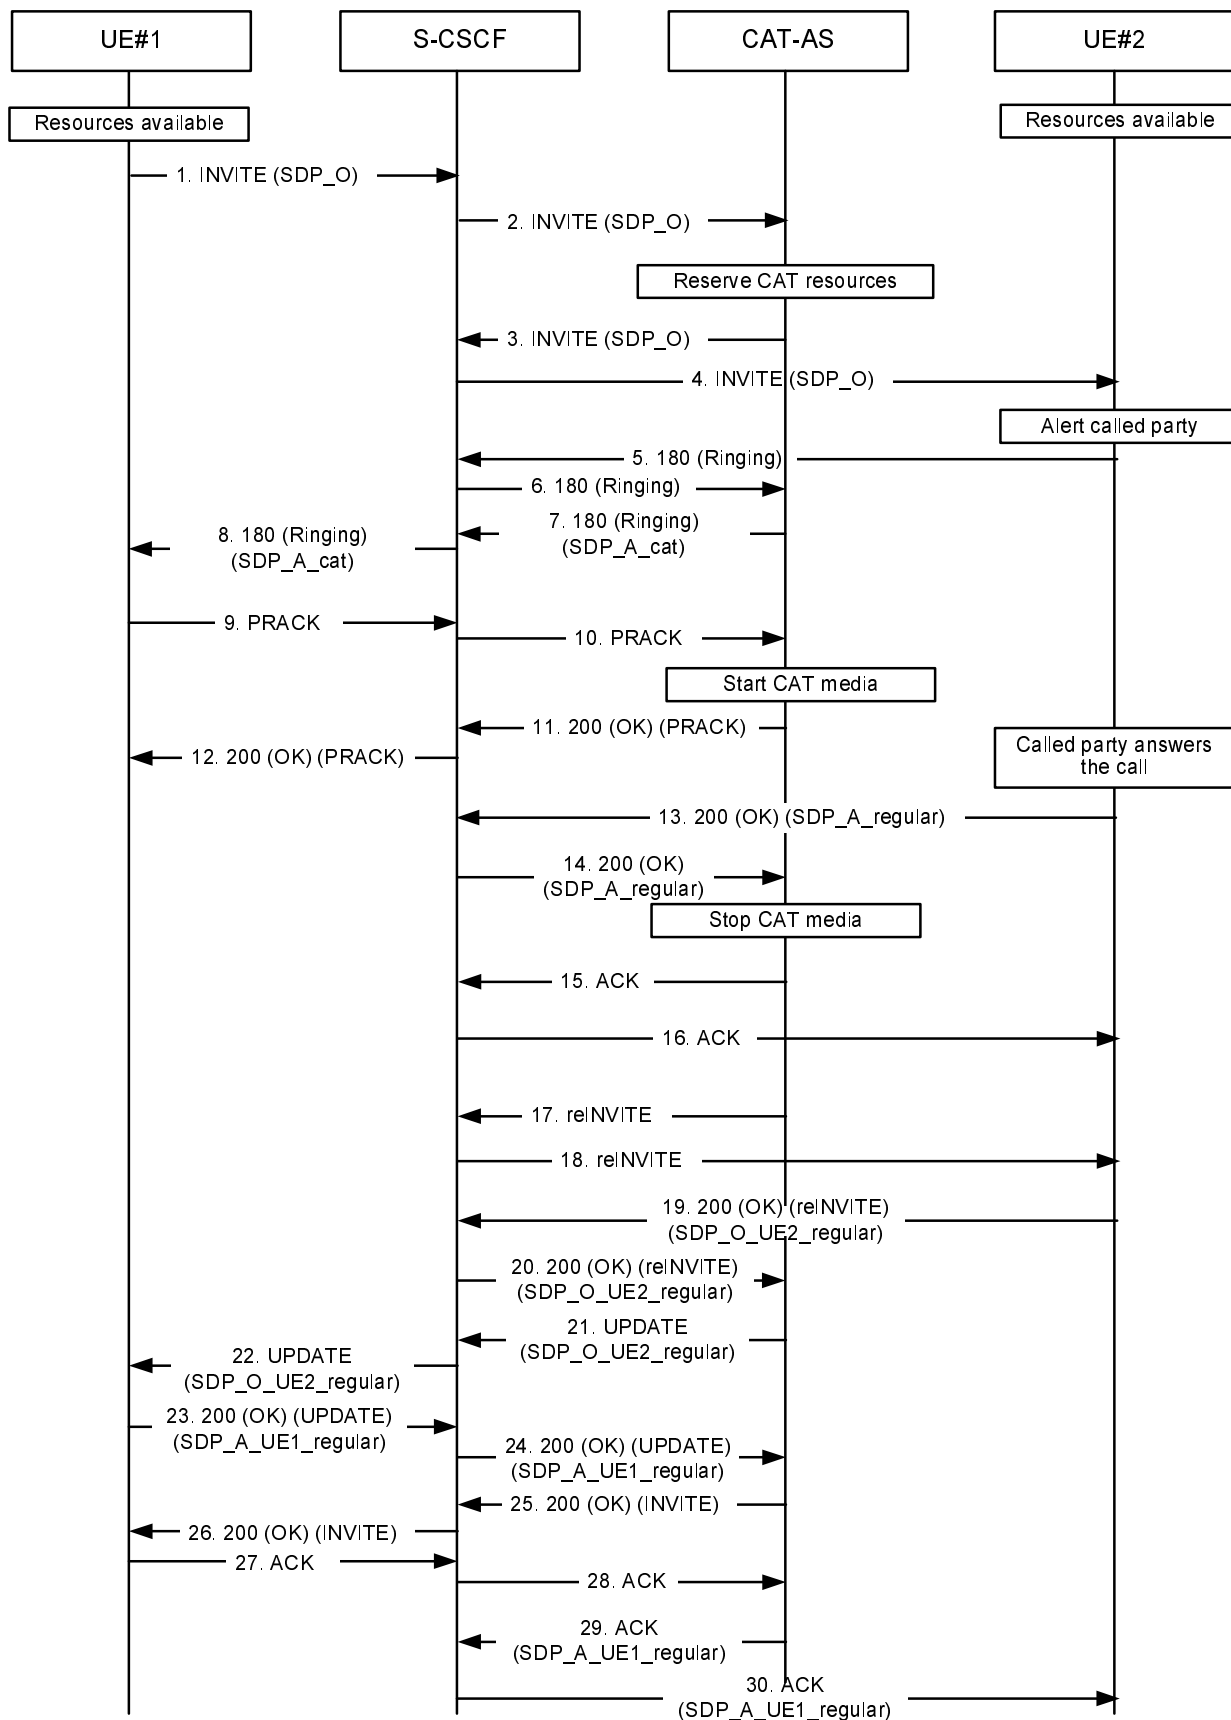 UE#1
S-CSCF
CAT-AS
UE#2
Resources available
Resources available
1. INVITE (SDP_O)
2. INVITE (SDP_O)
Reserve CAT resources
3. INVITE (SDP_O)
4. INVITE (SDP_O)
Alert called party
5. 180 (Ringing)
6. 180 (Ringing)
7. 180 (Ringing)
(SDP_A_cat)
8. 180 (Ringing)
(SDP_A_cat)
9. PRACK
10. PRACK
Start CAT media
11. 200 (OK) (PRACK)
12. 200 (OK) (PRACK)
Called party answers
the call
13. 200 (OK) (SDP_A_regular)
14. 200 (OK)
(SDP_A_regular)
Stop CAT media
15. ACK
16. ACK
17. reINVITE
18. reINVITE
19. 200 (OK) (reINVITE)
(SDP_O_UE2_regular)
20. 200 (OK) (reINVITE)
(SDP_O_UE2_regular)
21. UPDATE
(SDP_O_UE2_regular)
22. UPDATE
(SDP_O_UE2_regular)
23. 200 (OK) (UPDATE)
(SDP_A_UE1_regular)
24. 200 (OK) (UPDATE)
(SDP_A_UE1_regular)
25. 200 (OK) (INVITE)
26. 200 (OK) (INVITE)
27. ACK
28. ACK
29. ACK
(SDP_A_UE1_regular)
30. ACK
(SDP_A_UE1_regular)